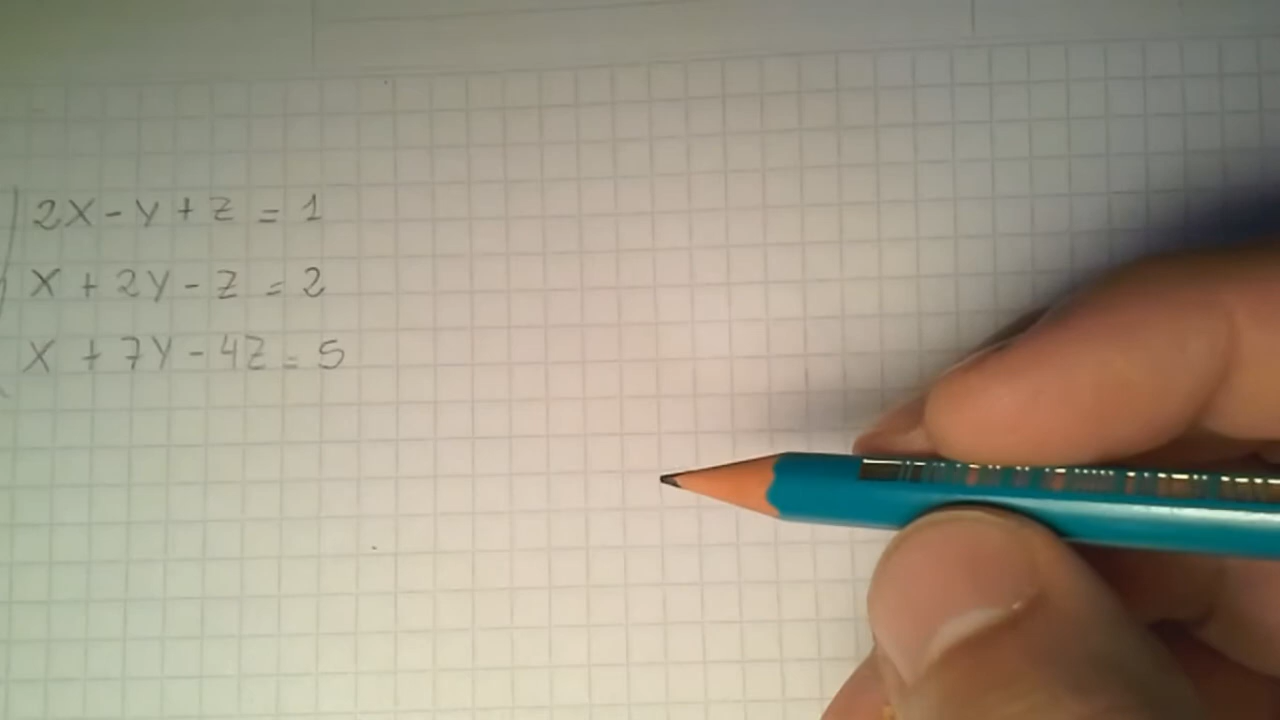 2X - Y + Z = 1
X + 2Y - Z = 2
X + 7Y - 4Z = 5